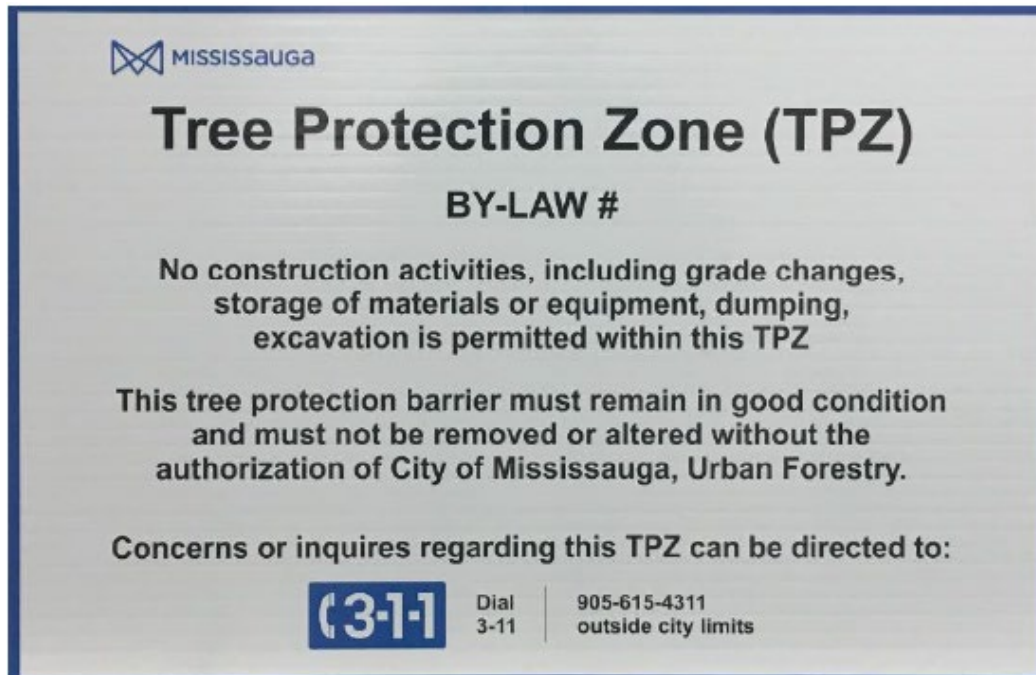 MISSISSauGa
Tree Protection Zone (TPZ)
BY-LAW #
No construction activities, including grade changes,
storage of materials or equipment, dumping,
excavation is permitted within this TPZ
This tree protection barrier must remain in good condition
and must not be removed or altered without the
authorization of City of Mississauga, Urban Forestry.
Concerns or inquires regarding this TPZ can be directed to:
3-1-1
Dial
3-11
905-615-4311
outside city limits